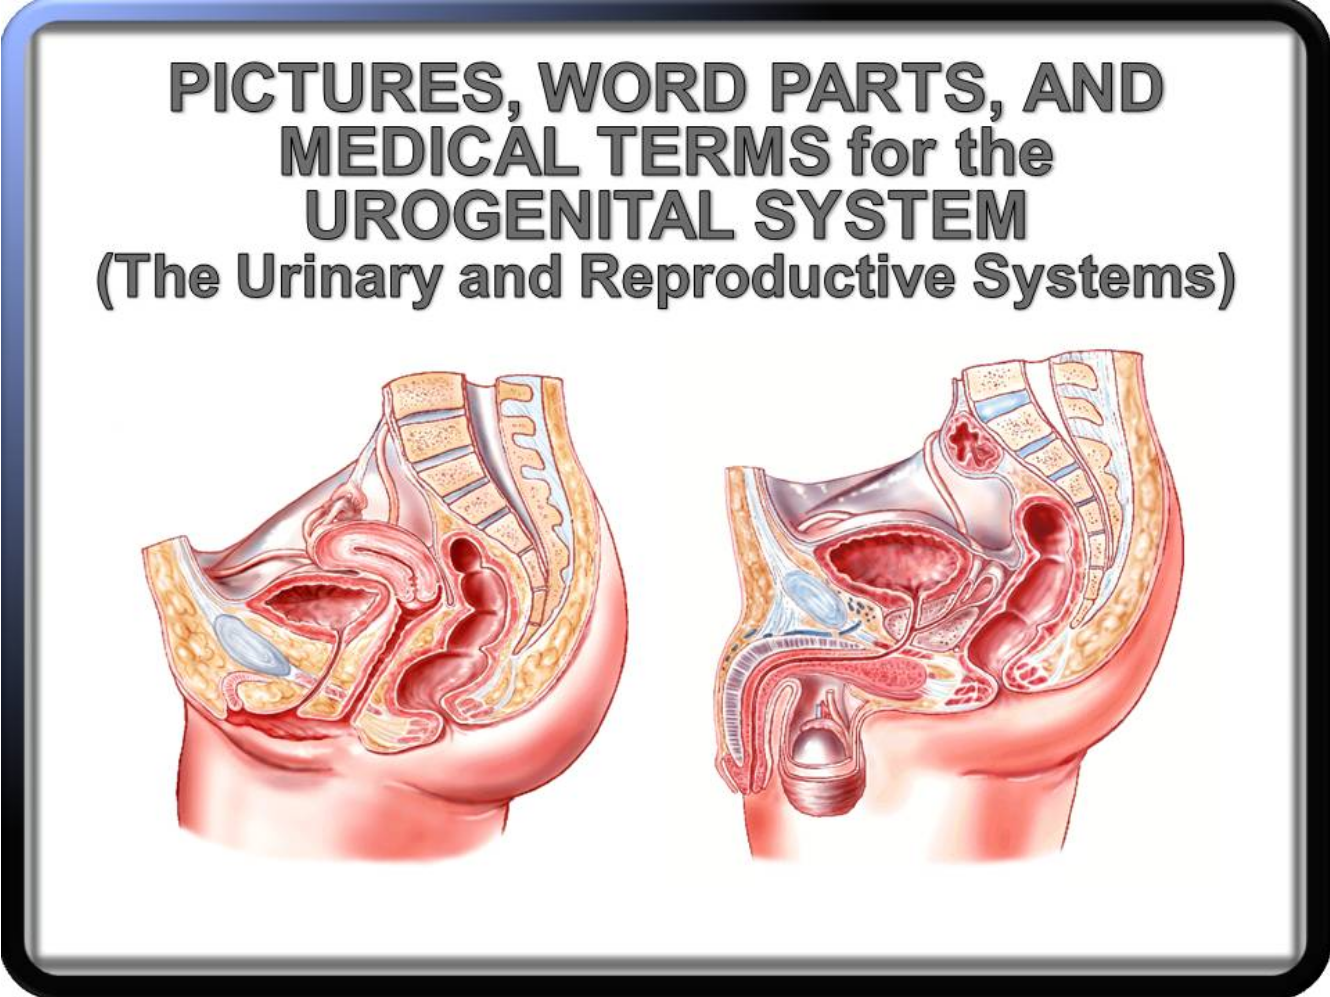 PICTURES, WORD PARTS, AND
MEDICAL TERMS for the
UROGENITAL SYSTEM
(The Urinary and Reproductive Systems)